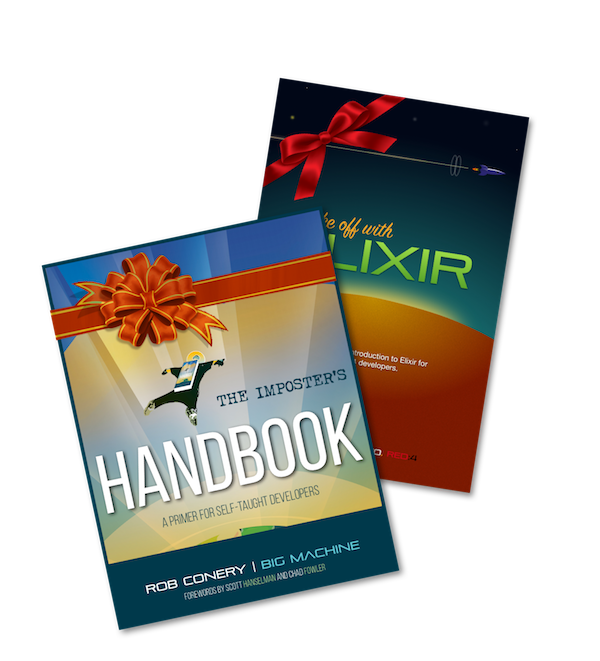 off with
LIXIR
introduction to Elixir for
developers.
THE IMPOSTER'S
HANDBOOK
A PRIMER FOR SELF-TAUGHT DEVELOPERS
ROB CONERY | BIG MACHINE
FOREWORDS BY SCOTT HANSELMAN AND CHAD FOWLER